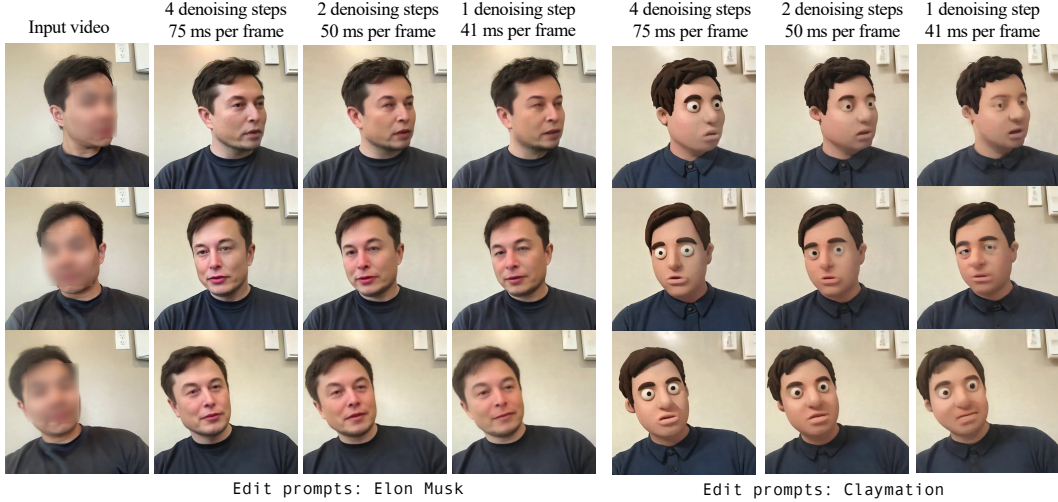 Input video
4 denoising steps
75 ms per frame
2 denoising steps
50 ms per frame
1 denoising step
41 ms per frame
4 denoising steps
75 ms per frame
2 denoising steps
50 ms per frame
1 denoising step
41 ms per frame
Edit prompts: Elon Musk
Edit prompts: Claymation